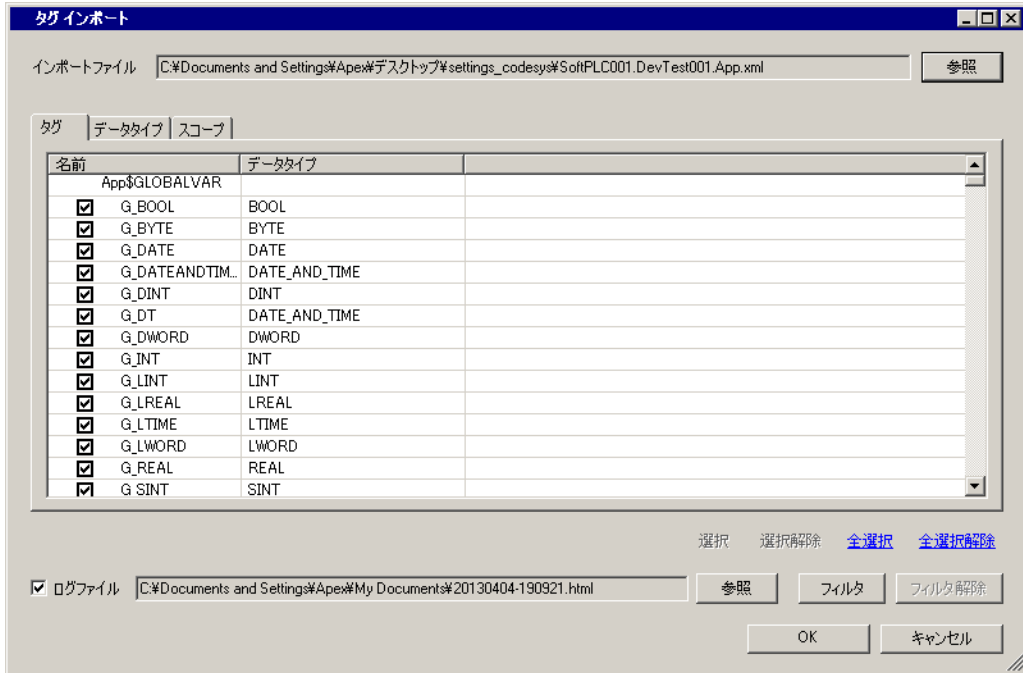 タグ インポート
インポートファイル C:¥Documents and Settings¥Apex¥デスクトップ¥settings_codesys¥SoftPLC001.DevTest001.App.xml 参照
タグ データタイプ スコープ
名前 データタイプ
App$GLOBALVAR
G_BOOL BOOL
G_BYTE BYTE
G_DATE DATE
G_DATEANDTIM... DATE_AND_TIME
G_DINT DINT
G_DT DATE_AND_TIME
G_DWORD DWORD
G_INT INT
G_LINT LINT
G_LREAL LREAL
G_LTIME LTIME
G_LWORD LWORD
G_REAL REAL
G_SINT SINT
選択 選択解除 全選択 全選択解除
ログファイル C:¥Documents and Settings¥Apex¥My Documents¥20130404-190921.html 参照 フィルタ フィルタ解除
OK キャンセル